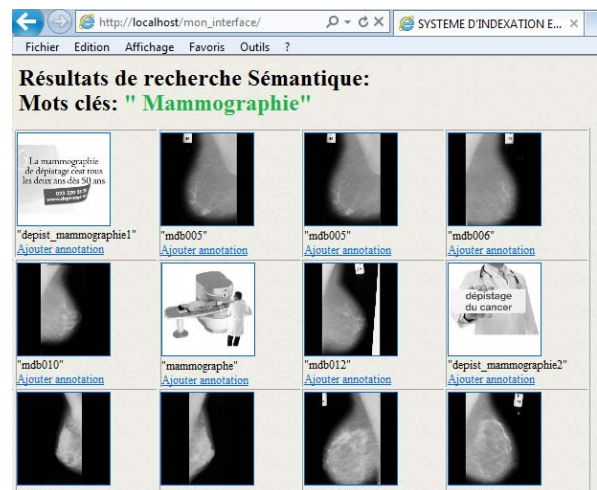 http://localhost/mon_interface/
SYSTEME D'INDEXATION E...
Fichier Edition Affichage Favoris Outils ?
Résultats de recherche Sémantique:
Mots clés: " Mammographie"
La mammographie
de dépistage c'est tous
les deux ans dès 50 ans
"depist_mammographie1" "mdb005" "mdb005" "mdb006"
Ajouter annotation Ajouter annotation Ajouter annotation Ajouter annotation
dépistage
du cancer
"mdb010" "mammographe" "mdb012" "depist_mammographie2"
Ajouter annotation Ajouter annotation Ajouter annotation Ajouter annotation